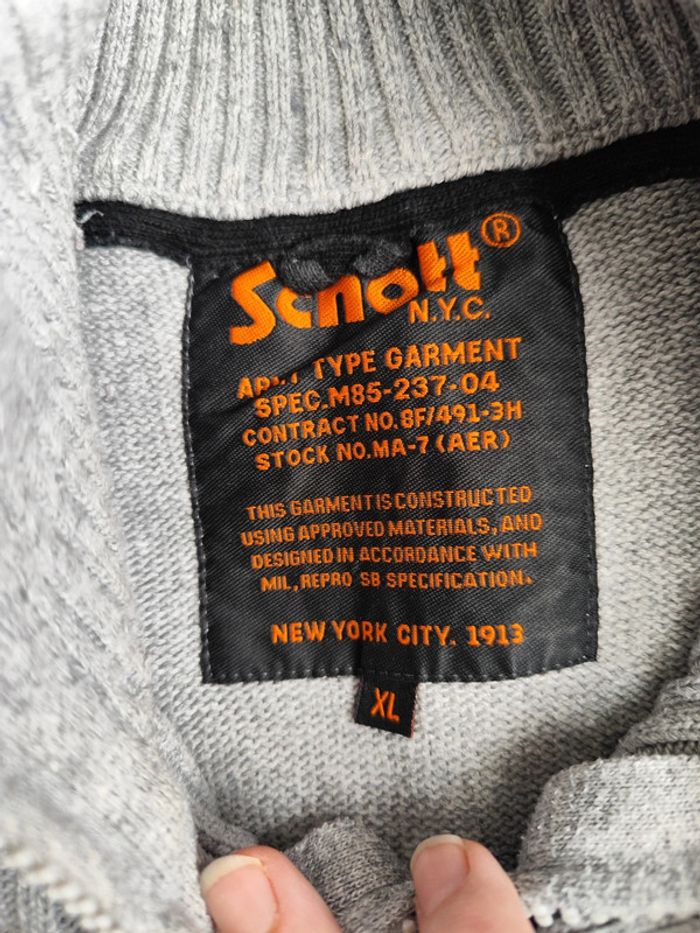 Schott®
N.Y.C.
TYPE GARMENT
SPEC.M85-237-04
CONTRACT NO.8F/491-3H
STOCK NO.MA-7 (AER)
THIS GARMENT IS CONSTRUCTED
USING APPROVED MATERIALS, AND
DESIGNED IN ACCORDANCE WITH
MIL, REPRO SB SPECIFICATION.
NEW YORK CITY. 1913
XL